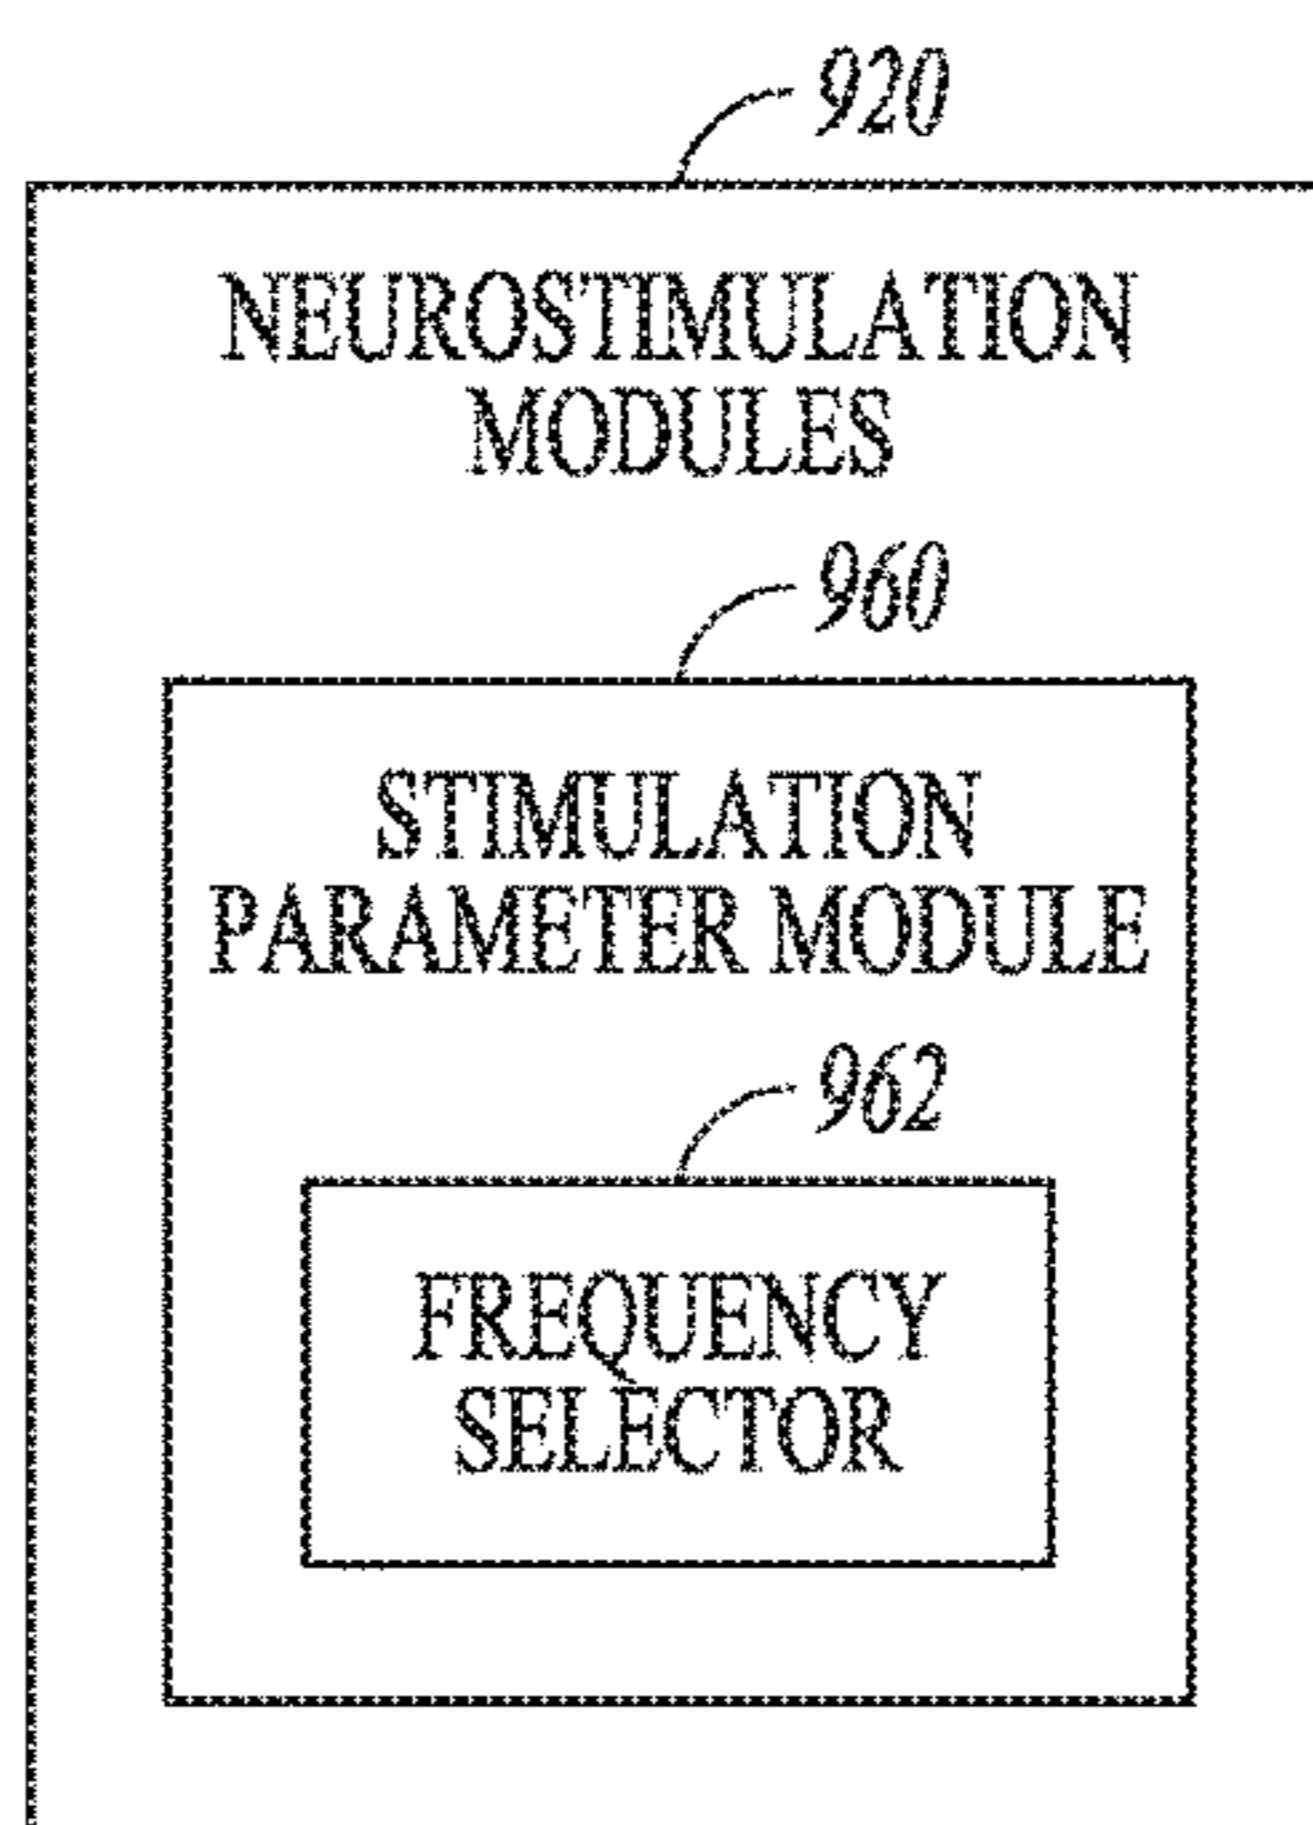 920
NEUROSTIMULATION
MODULES
960
STIMULATION
PARAMETER MODULE
962
FREQUENCY
SELECTOR